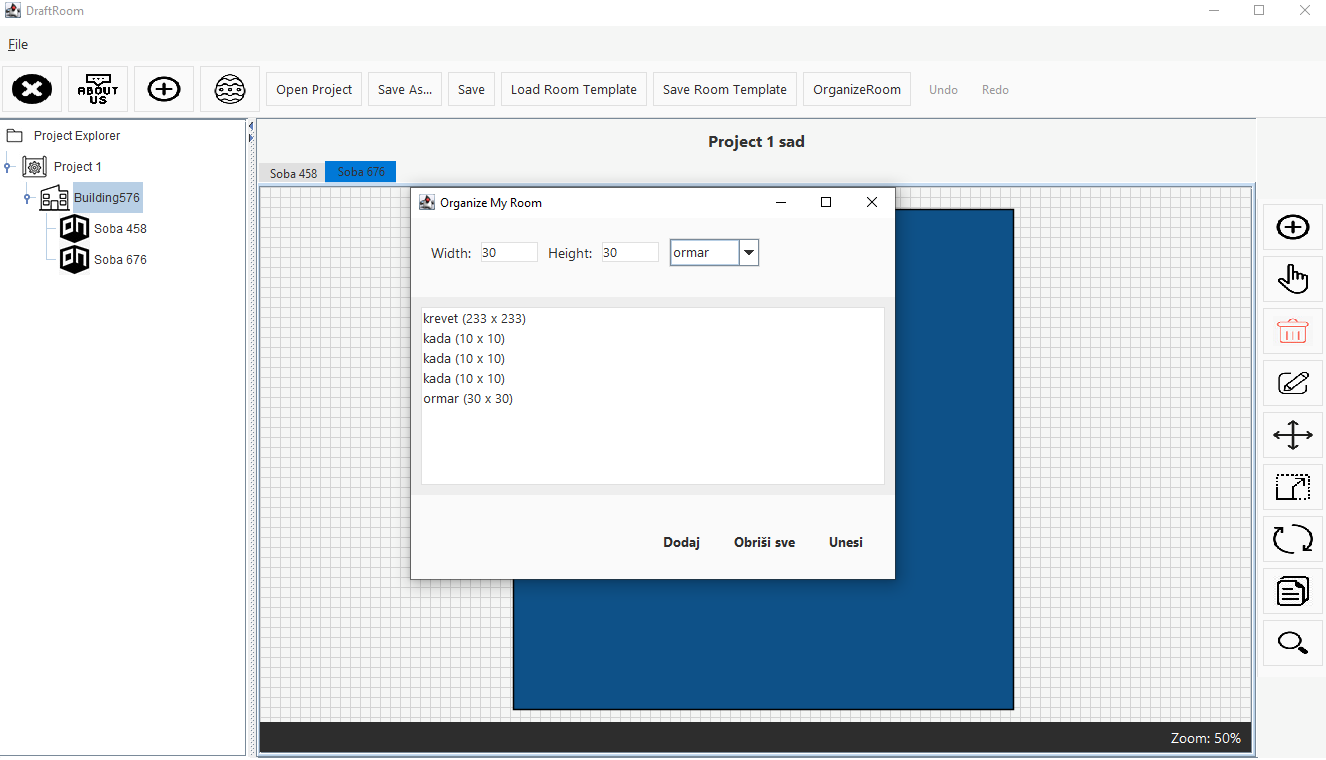 DraftRoom
File
ABOUT US
Open Project
Save As...
Save
Load Room Template
Save Room Template
OrganizeRoom
Undo
Redo
Project Explorer
Project 1
Building576
Soba 458
Soba 676
Project 1 sad
Soba 458
Soba 676
Organize My Room
Width: 30 Height: 30 ormar
krevet (233 x 233)
kada (10 x 10)
kada (10 x 10)
kada (10 x 10)
ormar (30 x 30)
Dodaj
Obriši sve
Unesi
Zoom: 50%